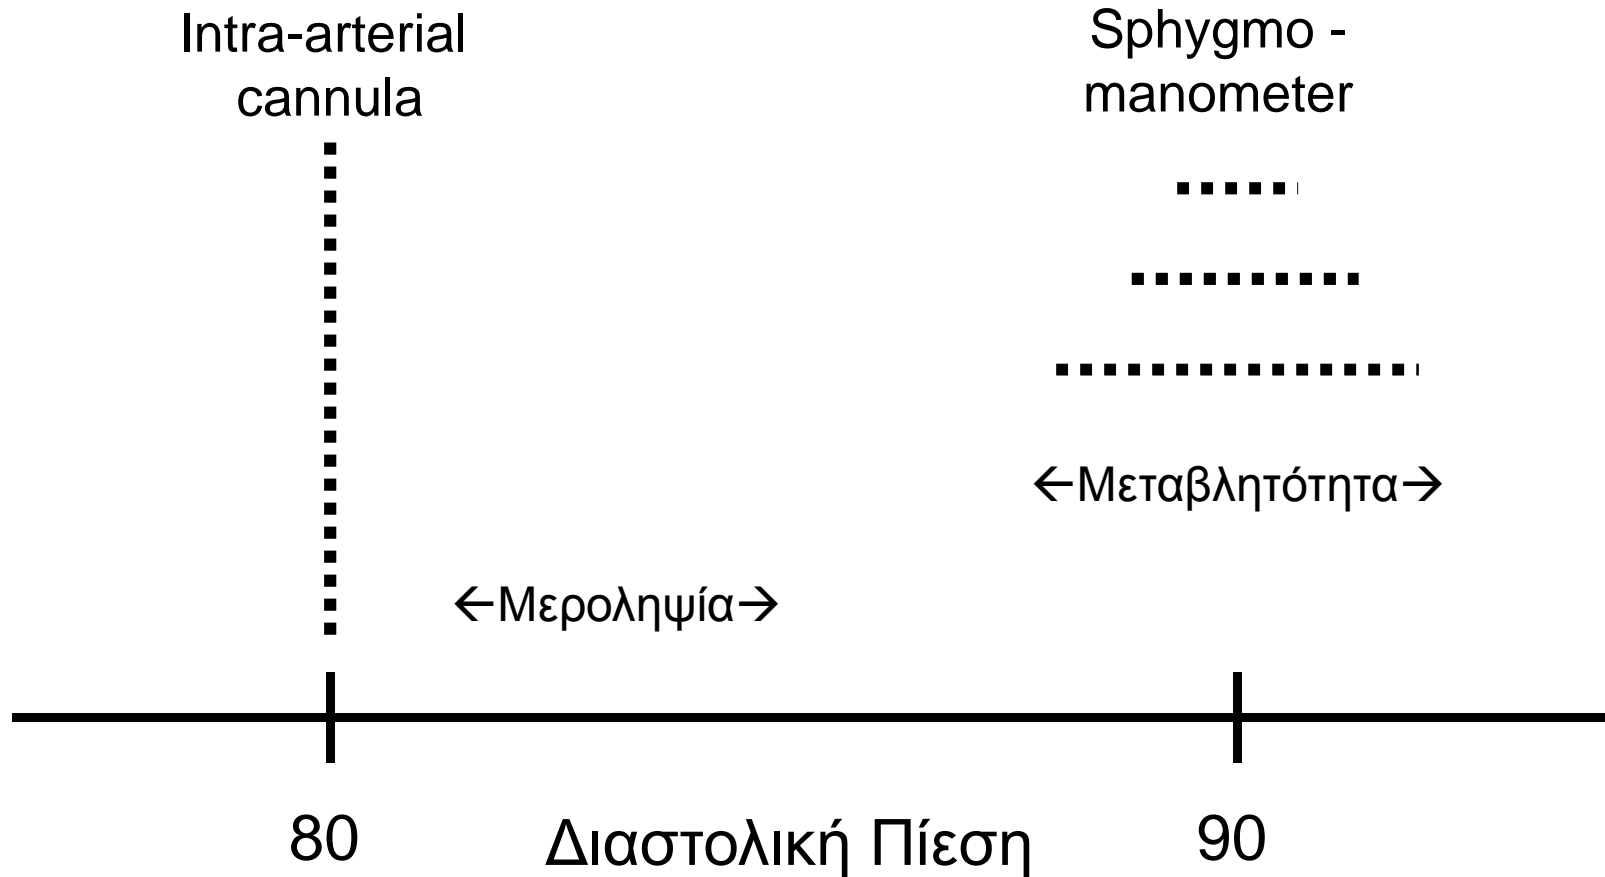 Intra-arterial
cannula
Sphygmo -
manometer
←Μεταβλητότητα→
←Μεροληψία→
80
Διαστολική Πίεση
90